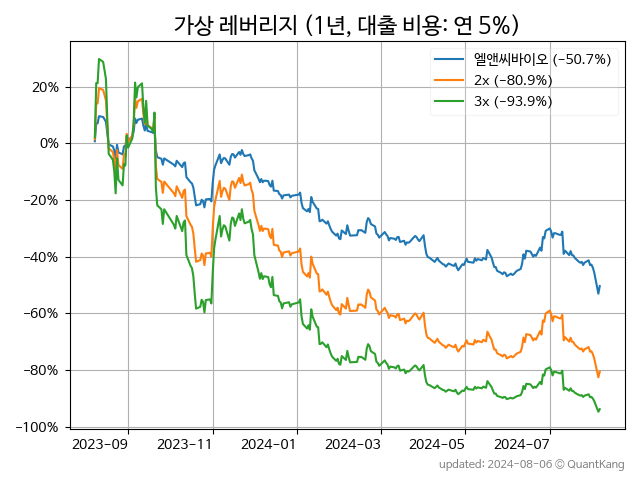 가상 레버리지 (1년, 대출 비용: 연 5%)
엘앤씨바이오 (−50.7%)
2x (−80.9%)
3x (−93.9%)
20%
0%
−20%
−40%
−60%
−80%
−100%
2023-09
2023-11
2024-01
2024-03
2024-05
2024-07
updated: 2024-08-06 © QuantKang